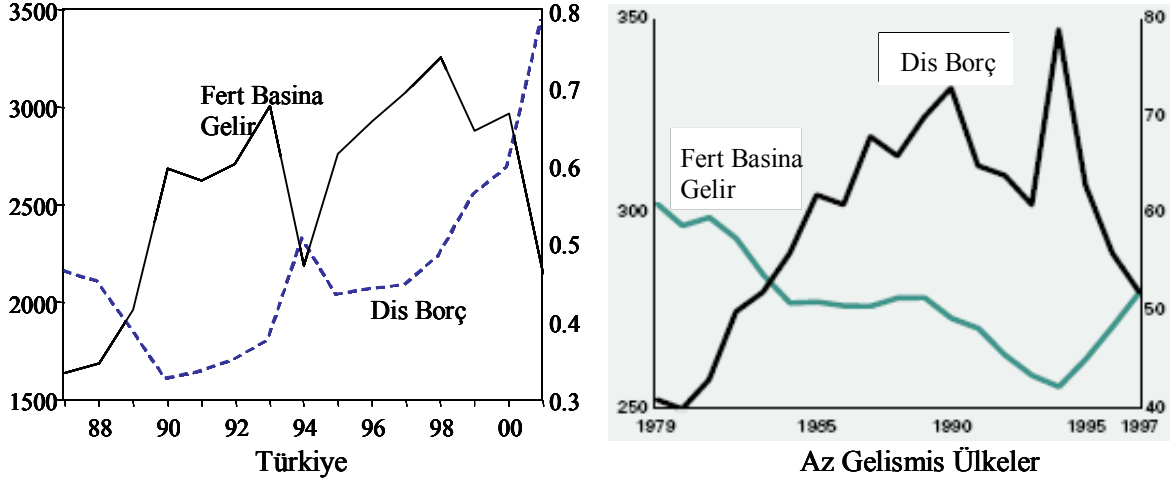 3500
3000
2500
2000
1500
0.8
0.7
0.6
0.5
0.4
0.3
Fert Basina
Gelir
Dis Borç
88 90 92 94 96 98 00
Türkiye
350
300
250
80
70
60
50
40
Dis Borç
Fert Basina
Gelir
1979 1985 1990 1995 1997
Az Gelismis Ülkeler